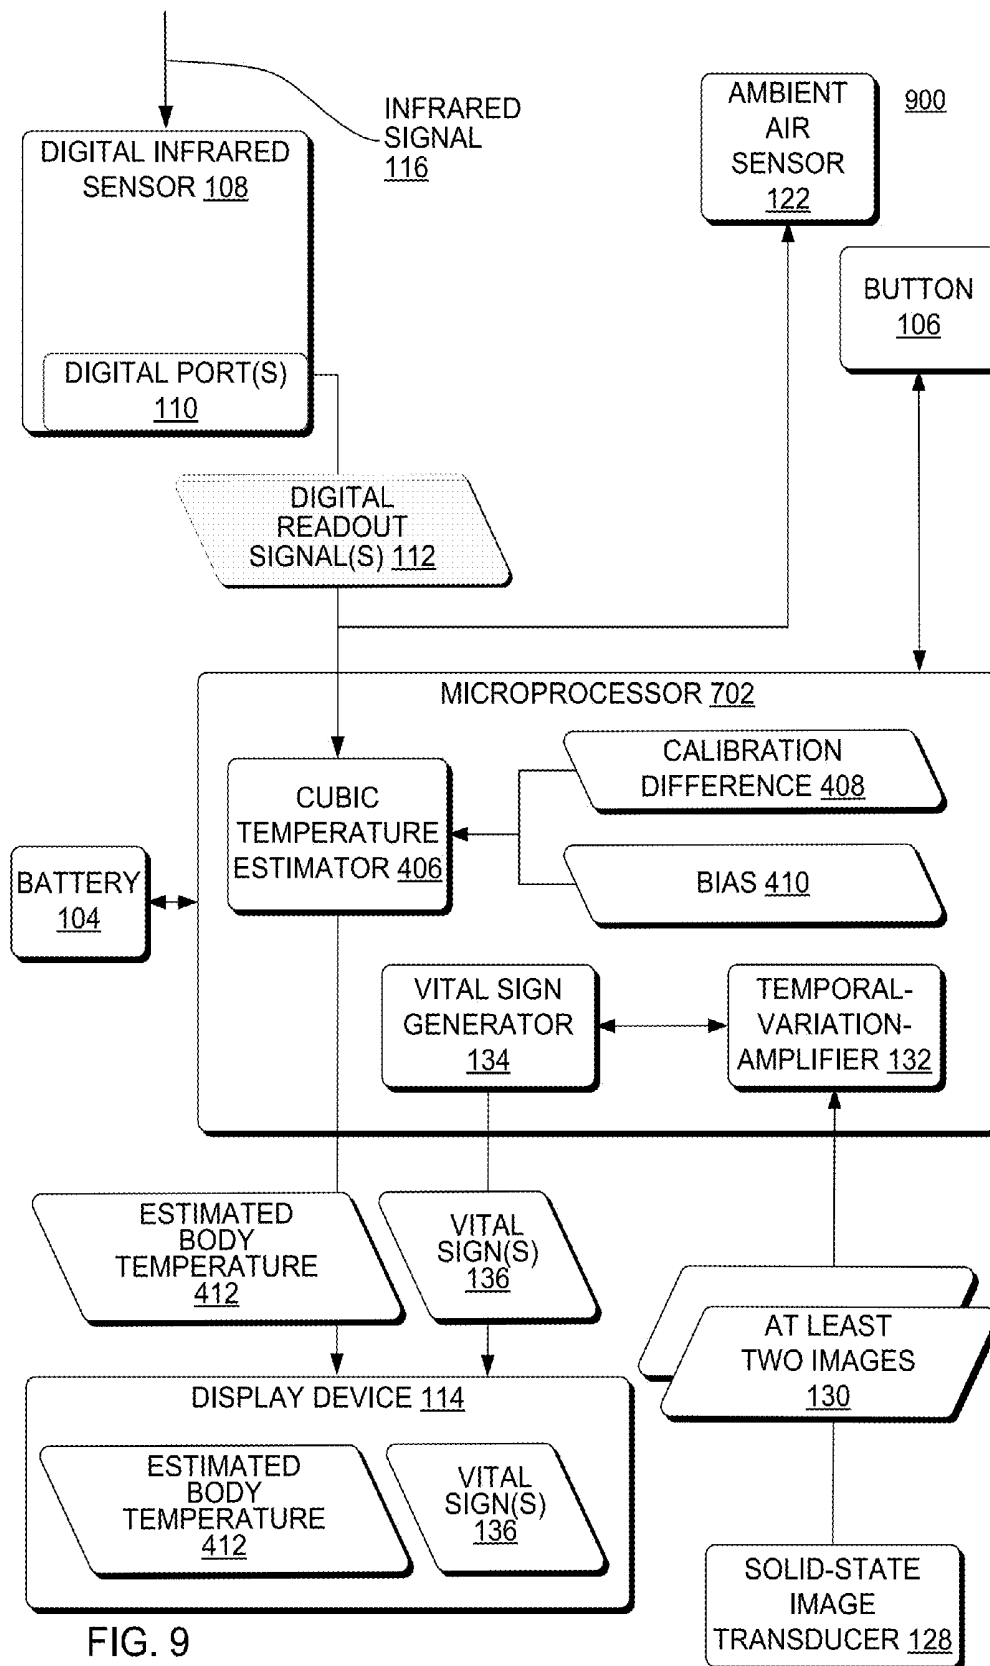 INFRARED
SIGNAL
116
AMBIENT
AIR
SENSOR
122
900
DIGITAL INFRARED
SENSOR 108
BUTTON
106
DIGITAL PORT(S)
110
DIGITAL
READOUT
SIGNAL(S) 112
MICROPROCESSOR 702
CALIBRATION
DIFFERENCE 408
CUBIC
TEMPERATURE
ESTIMATOR 406
BIAS 410
BATTERY
104
VITAL SIGN
GENERATOR
134
TEMPORAL-
VARIATION-
AMPLIFIER 132
ESTIMATED
BODY
TEMPERATURE
412
VITAL
SIGN(S)
136
AT LEAST
TWO IMAGES
130
DISPLAY DEVICE 114
ESTIMATED
BODY
TEMPERATURE
412
VITAL
SIGN(S)
136
SOLID-STATE
IMAGE
TRANSDUCER 128
FIG. 9